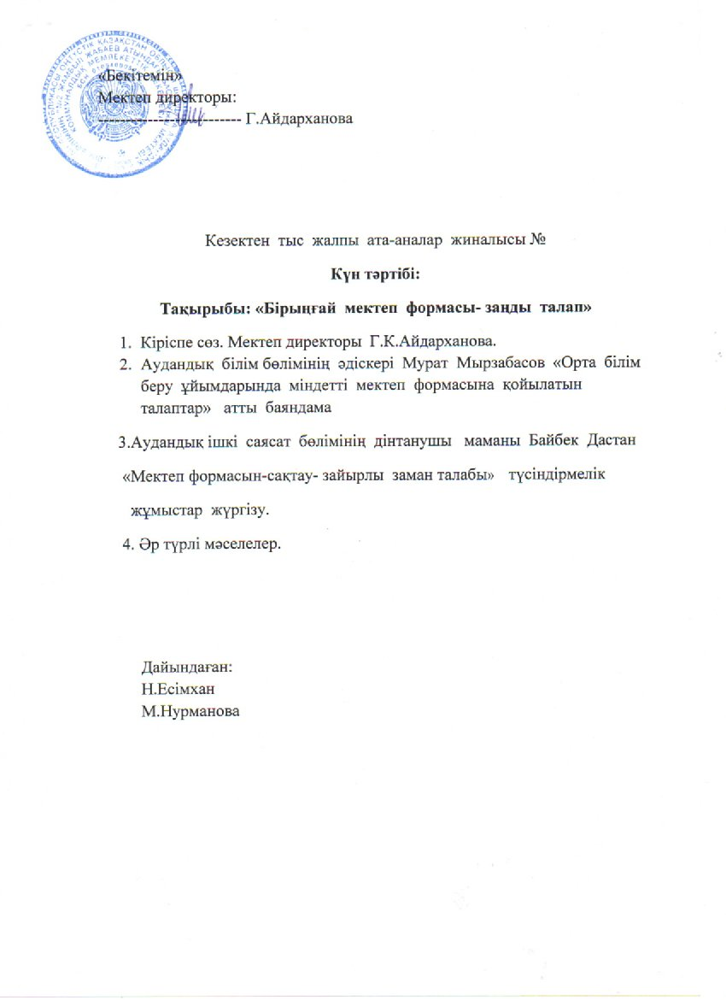 «Бекітемін»
Мектеп директоры:
-------------------------- Г.Айдарханова
Кезектен тыс жалпы ата-аналар жиналысы №
Күн тәртібі:
Тақырыбы: «Бірыңғай мектеп формасы- заңды талап»
1. Кіріспе сөз. Мектеп директоры Г.К.Айдарханова.
2. Аудандық білім бөлімінің әдіскері Мурат Мырзабасов «Орта білім
беру ұйымдарында міндетті мектеп формасына қойылатын
талаптар» атты баяндама
3.Аудандық ішкі саясат бөлімінің дінтанушы маманы Байбек Дастан
«Мектеп формасын-сақтау- зайырлы заман талабы» түсіндірмелік
жұмыстар жүргізу.
4. Әр түрлі мәселелер.
Дайындаған:
Н.Есімхан
М.Нурманова